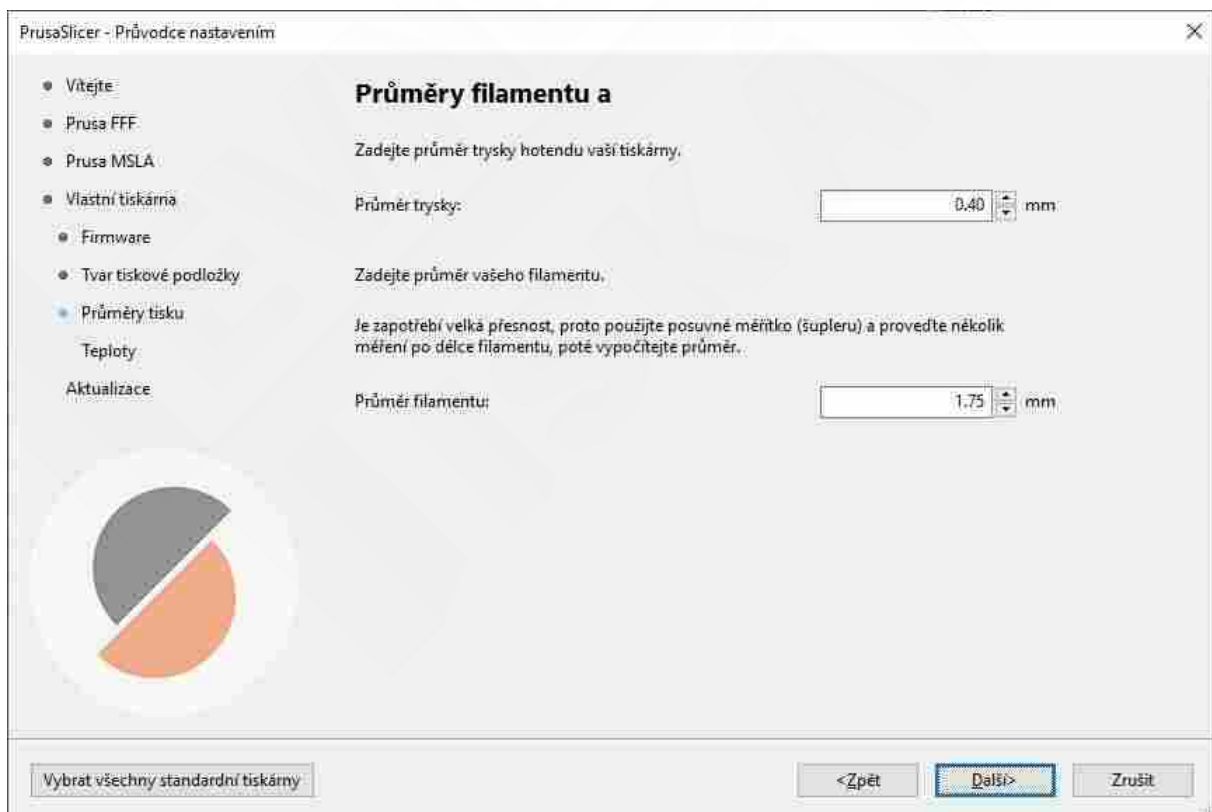 PrusaSlicer - Průvodce nastavením
Vítejte
Prusa FFF
Prusa MSLA
Vlastní tiskárna
Firmware
Tvar tiskové podložky
Průměry tisku
Teploty
Aktualizace
Průměry filamentu a
Zadejte průměr trysky hotendu vaší tiskárny.
Průměr trysky: 0.40 mm
Zadejte průměr vašeho filamentu.
Je zapotřebí velká přesnost, proto použijte posuvné měřítko (šupleru) a proveďte několik
měření po délce filamentu, poté vypočítejte průměr.
Průměr filamentu: 1.75 mm
Vybrat všechny standardní tiskárny
<Zpět
Další>
Zrušit